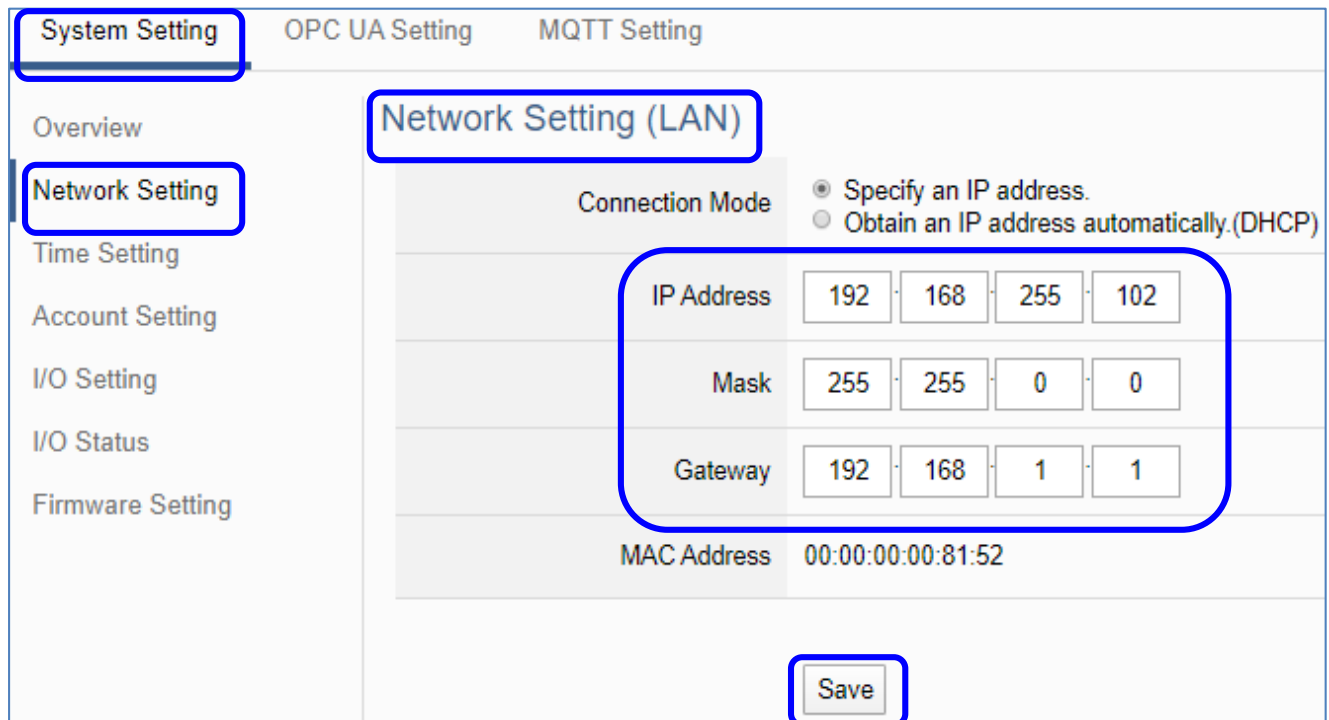 System Setting OPC UA Setting MQTT Setting
Overview
Network Setting
Time Setting
Account Setting
I/O Setting
I/O Status
Firmware Setting
Network Setting (LAN)
Connection Mode Specify an IP address.
Obtain an IP address automatically.(DHCP)
IP Address 192 . 168 . 255 . 102
Mask 255 . 255 . 0 . 0
Gateway 192 . 168 . 1 . 1
MAC Address 00:00:00:00:81:52
Save